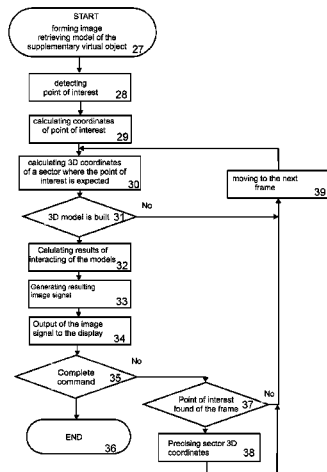 START
forming image
retrieving model of the
supplementary virtual object
27
detecting
point of interest
28
calculating coordinates
of point of interest
29
calculating 3D coordinates
of a sector where the point of
interest is expected
30
moving to the next
frame
39
No
3D model is built
31
Calulating results of
interacting of the models
32
Generating resulting
image signal
33
Output of the image
signal to the display
34
No
Complete
command
35
No
Point of interest
found of the frame
37
END
36
Precising sector 3D
coordinates
38